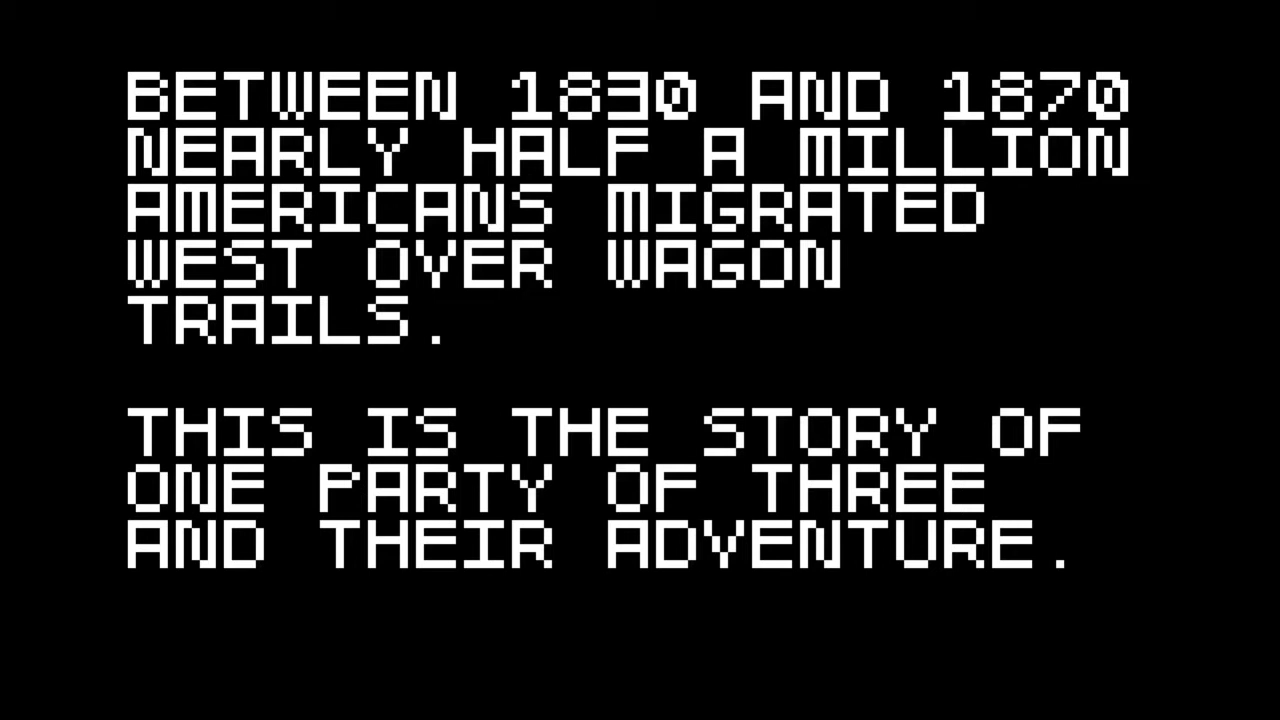 BETWEEN 1830 AND 1870
NEARLY HALF A MILLION
AMERICANS MIGRATED
WEST OVER WAGON
TRAILS.
THIS IS THE STORY OF
ONE PARTY OF THREE
AND THEIR ADVENTURE.